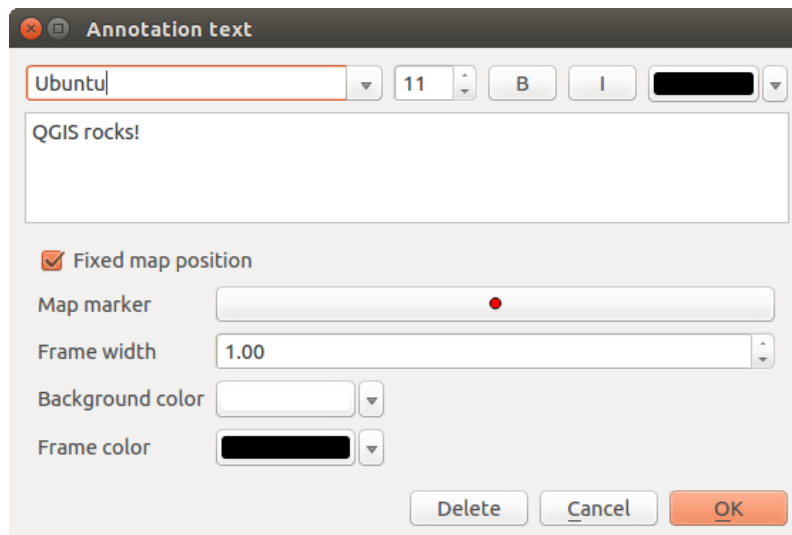 Annotation text
Ubuntu 11 B I
QGIS rocks!
Fixed map position
Map marker
Frame width 1.00
Background color
Frame color
Delete Cancel OK